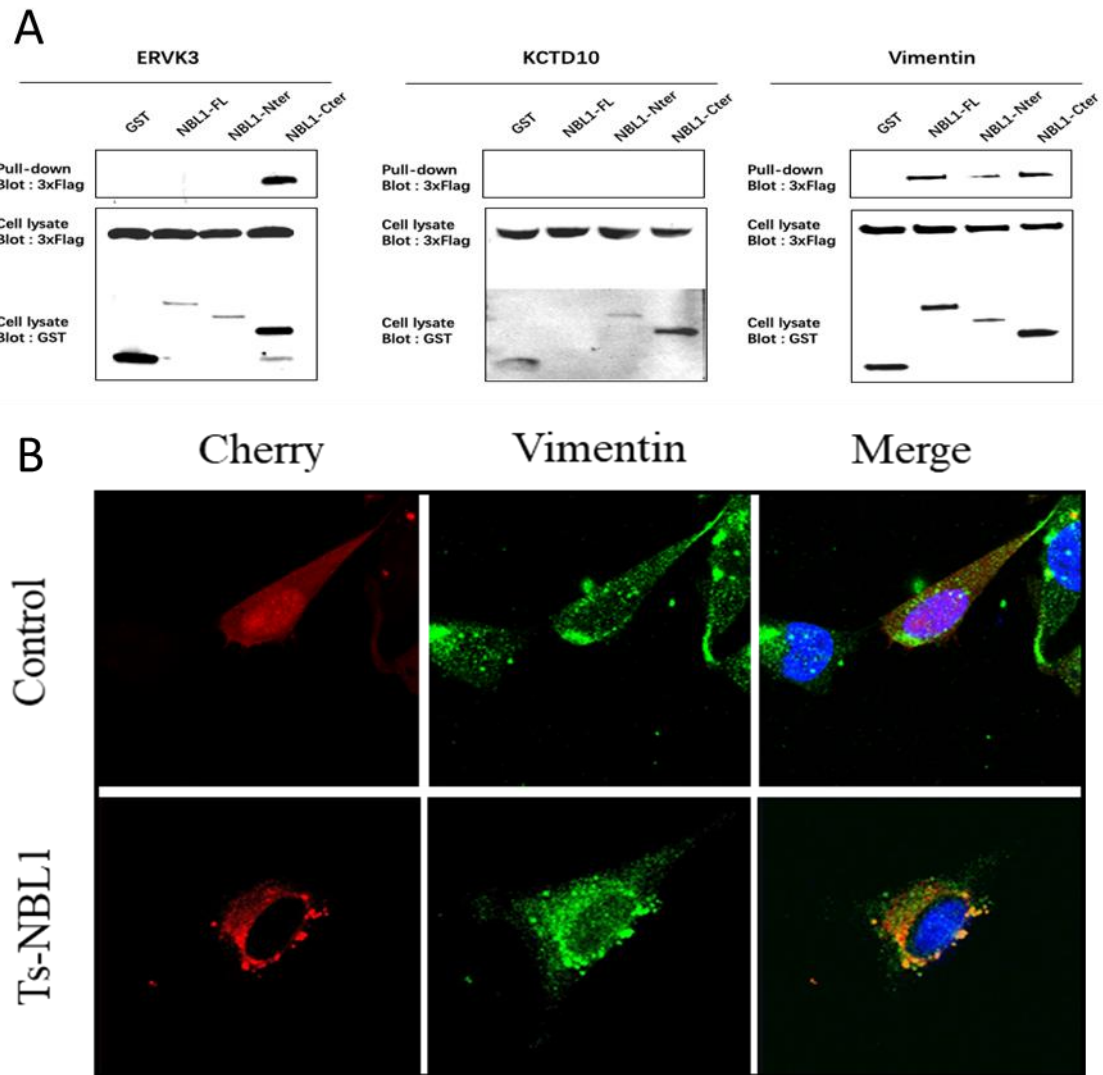 A
ERVK3
KCTD10
Vimentin
GST
NBL1-FL
NBL1-Nter
NBL1-Cter
GST
NBL1-FL
NBL1-Nter
NBL1-Cter
GST
NBL1-FL
NBL1-Nter
NBL1-Cter
Pull-down
Blot : 3xFlag
Cell lysate
Blot : 3xFlag
Cell lysate
Blot : GST
Pull-down
Blot : 3xFlag
Cell lysate
Blot : 3xFlag
Cell lysate
Blot : GST
Pull-down
Blot : 3xFlag
Cell lysate
Blot : 3xFlag
Cell lysate
Blot : GST
B
Cherry
Vimentin
Merge
Control
Ts-NBL1